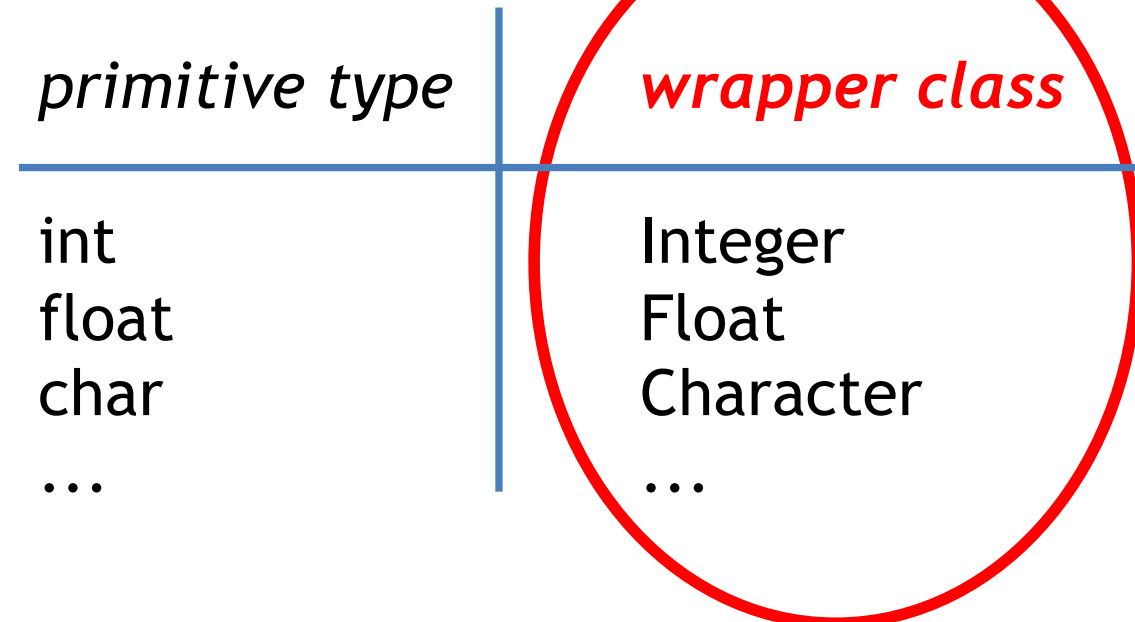 primitive type wrapper class
int Integer
float Float
char Character
... ...